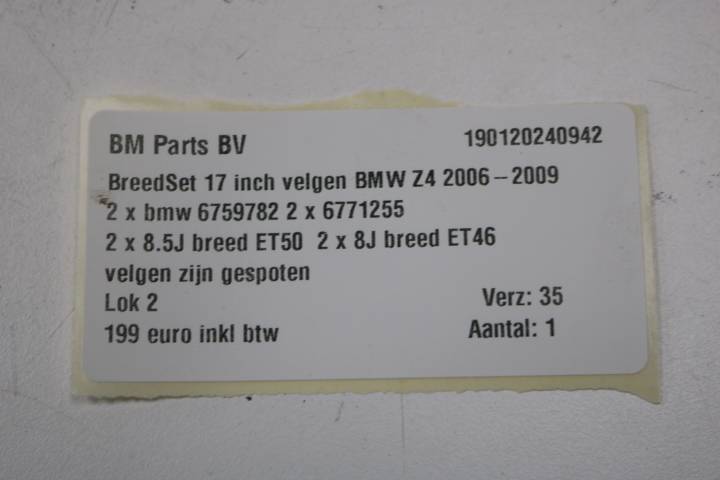 BM Parts BV 190120240942
BreedSet 17 inch velgen BMW Z4 2006-2009
2 x bmw 6759782 2 x 6771255
2 x 8.5J breed ET50 2 x 8J breed ET46
velgen zijn gespoten
Lok 2 Verz: 35
199 euro inkl btw Aantal: 1